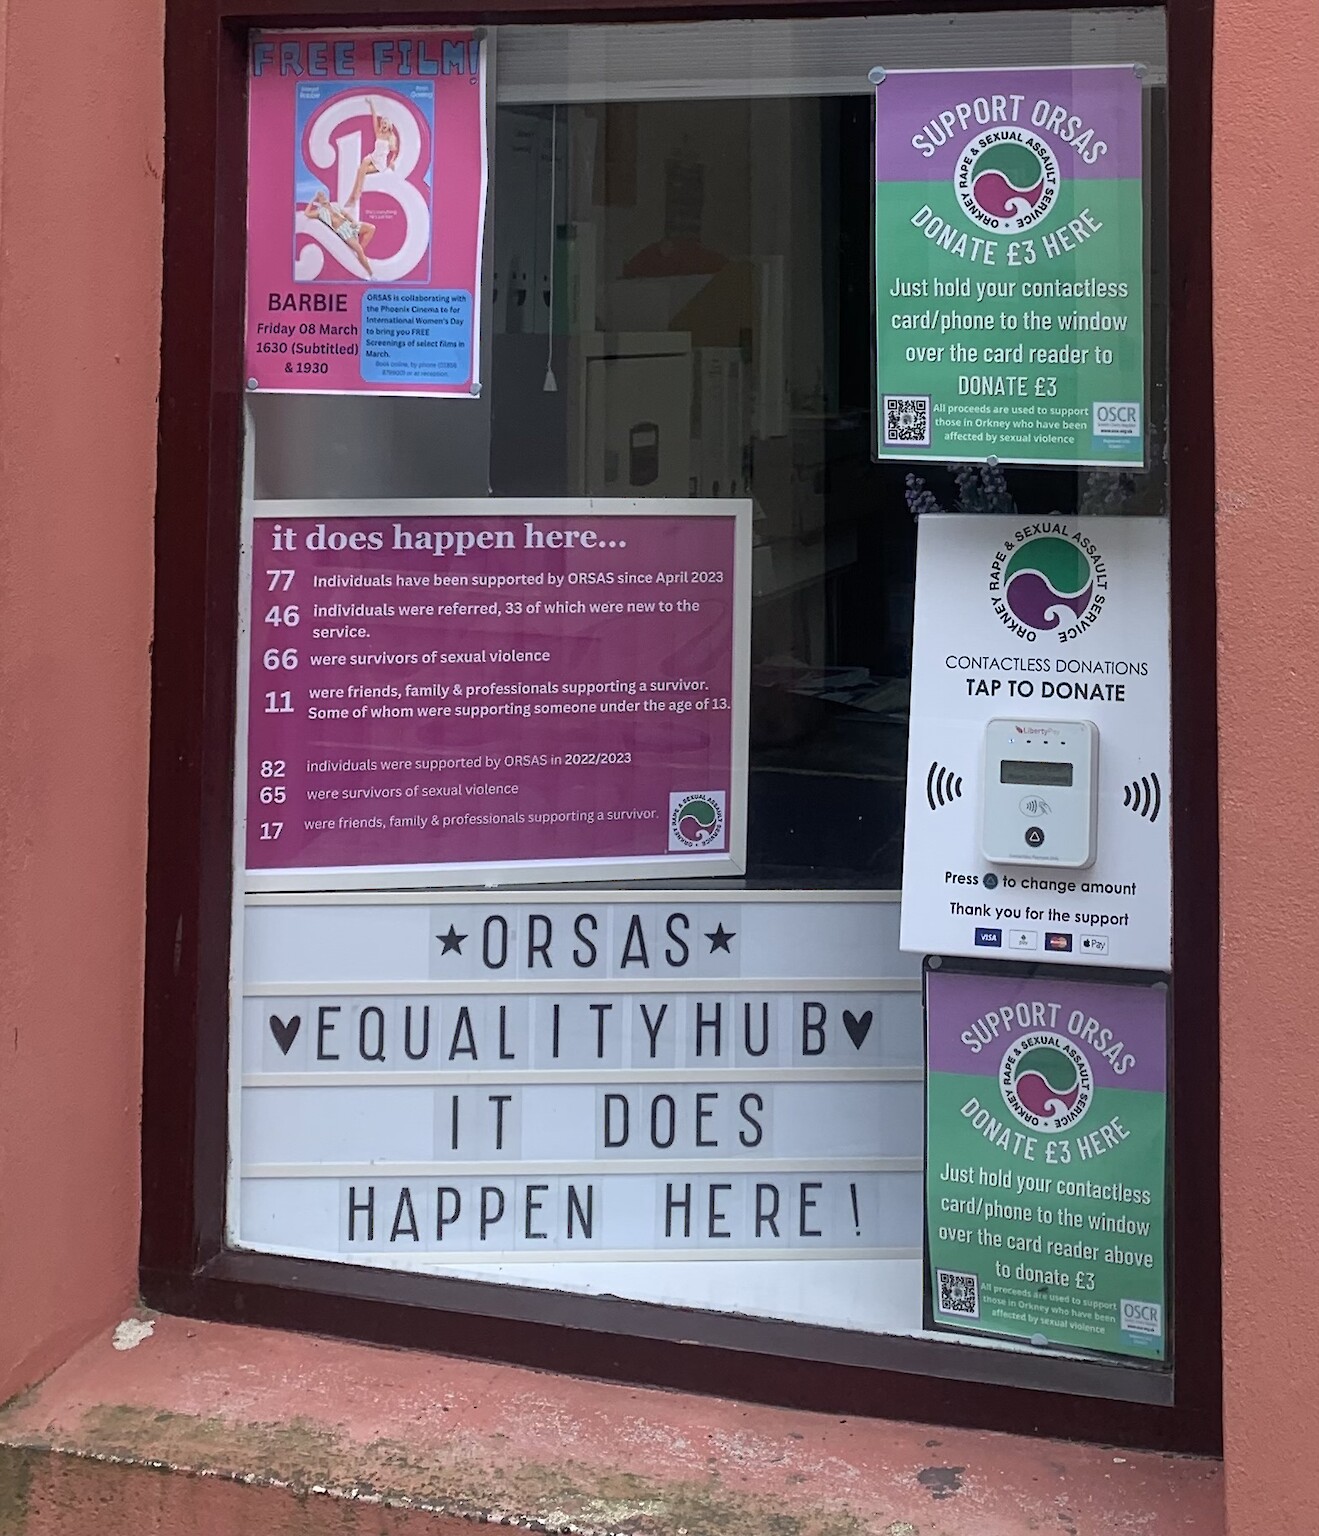 FREE FILM!
BARBIE
Friday 08 March
1630 (Subtitled)
& 1930
ORSAS is collaborating with
the Phoenix Cinema to for
International Women's Day
to bring you FREE
Screenings of select films in
March.
SUPPORT ORSAS
ORKNEY RAPE & SEXUAL ASSAULT SERVICE
DONATE £3 HERE
Just hold your contactless
card/phone to the window
over the card reader to
DONATE £3
All proceeds are used to support
those in Orkney who have been
affected by sexual violence
OSCR
it does happen here...
77 Individuals have been supported by ORSAS since April 2023
46 individuals were referred, 33 of which were new to the
service.
66 were survivors of sexual violence
11 were friends, family & professionals supporting a survivor.
Some of whom were supporting someone under the age of 13.
82 individuals were supported by ORSAS in 2022/2023
65 were survivors of sexual violence
17 were friends, family & professionals supporting a survivor.
ORKNEY RAPE & SEXUAL ASSAULT SERVICE
ORKNEY RAPE & SEXUAL ASSAULT SERVICE
CONTACTLESS DONATIONS
TAP TO DONATE
LibertyPay
Press to change amount
Thank you for the support
VISA
Pay
★ORSAS★
♥EQUALITYHUB♥
IT DOES
HAPPEN HERE!
SUPPORT ORSAS
ORKNEY RAPE & SEXUAL ASSAULT SERVICE
DONATE £3 HERE
Just hold your contactless
card/phone to the window
over the card reader above
to donate £3
All proceeds are used to support
those in Orkney who have been
affected by sexual violence
OSCR